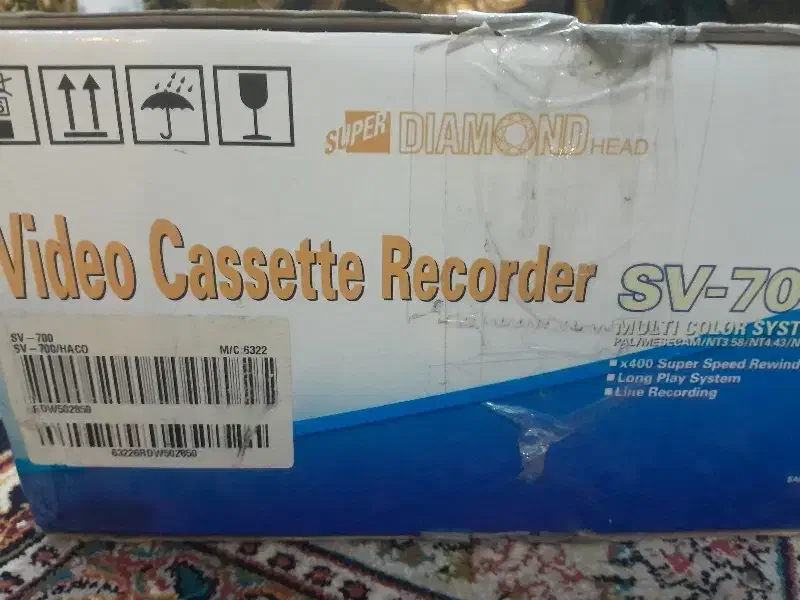 SUPER DIAMOND HEAD
Video Cassette Recorder SV-70
MULTI COLOR SYST
PAL/MESECAM/NT3.58/NT4.43/N
x400 Super Speed Rewind
Long Play System
Line Recording
SV-700
SV-700/HACO M/C:6322
RDW502850
63226RDW502850